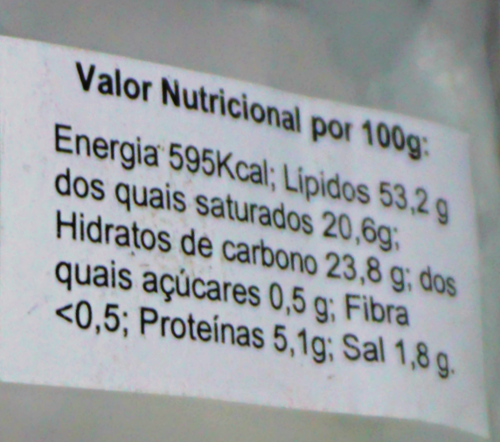 Valor Nutricional por 100g:
Energia 595Kcal; Lípidos 53,2 g
dos quais saturados 20,6g;
Hidratos de carbono 23,8 g; dos
quais açúcares 0,5 g; Fibra
<0,5; Proteínas 5,1g; Sal 1,8 g.